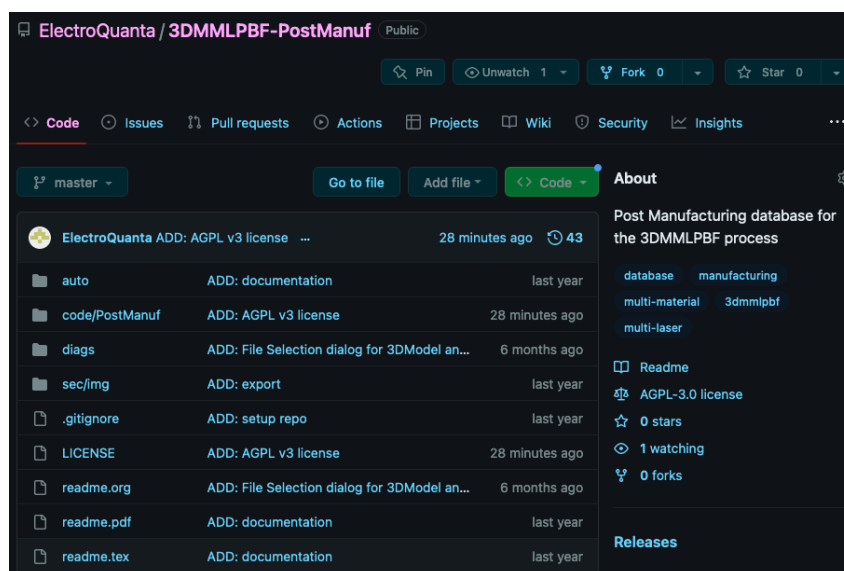 ElectroQuanta / 3DMMLPBF-PostManuf Public
Pin Unwatch 1 Fork 0 Star 0
Code Issues Pull requests Actions Projects Wiki Security Insights ...
master Go to file Add file Code
ElectroQuanta ADD: AGPL v3 license ... 28 minutes ago 43
auto ADD: documentation last year
code/PostManuf ADD: AGPL v3 license 28 minutes ago
diags ADD: File Selection dialog for 3DModel an... 6 months ago
sec/img ADD: export last year
.gitignore ADD: setup repo last year
LICENSE ADD: AGPL v3 license 28 minutes ago
readme.org ADD: File Selection dialog for 3DModel an... 6 months ago
readme.pdf ADD: documentation last year
readme.tex ADD: documentation last year
About
Post Manufacturing database for
the 3DMMLPBF process
database manufacturing
multi-material 3dmmlpbf
multi-laser
Readme
AGPL-3.0 license
0 stars
1 watching
0 forks
Releases